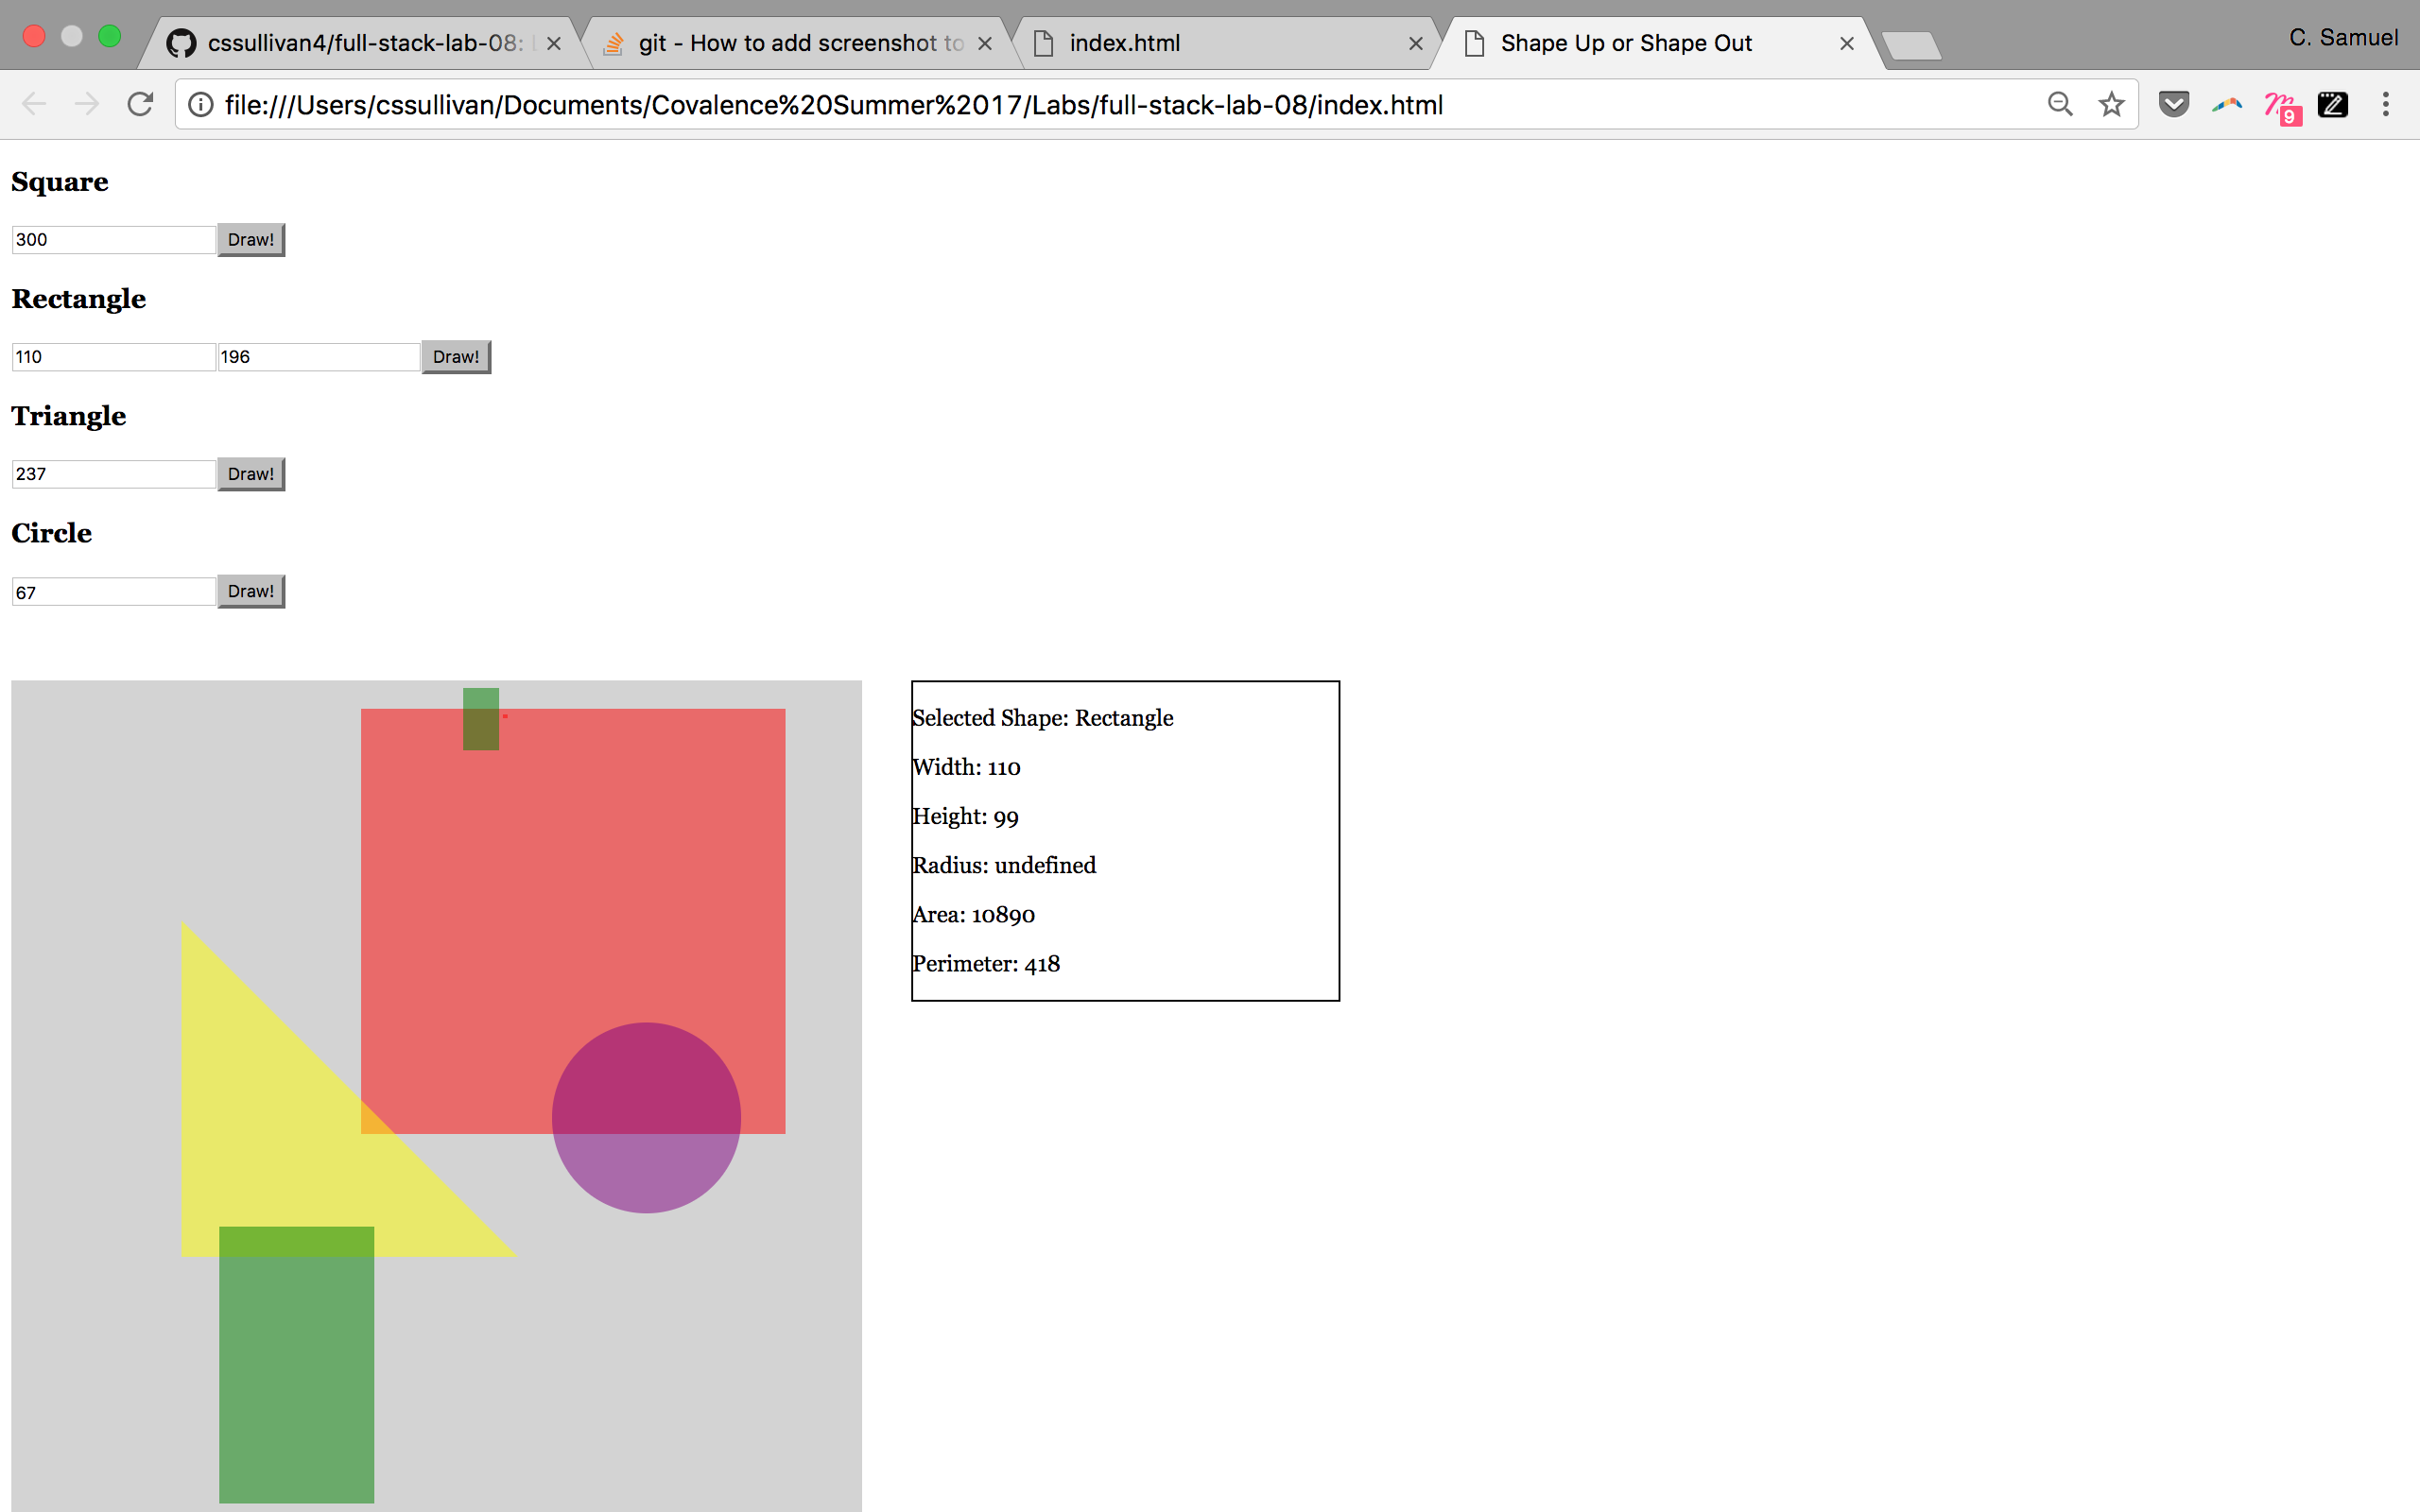 cssullivan4/full-stack-lab-08:
git - How to add screenshot to
index.html
Shape Up or Shape Out
C. Samuel
file:///Users/cssullivan/Documents/Covalence%20Summer%2017/Labs/full-stack-lab-08/index.html
9
Square
300 Draw!
Rectangle
110 196 Draw!
Triangle
237 Draw!
Circle
67 Draw!
Selected Shape: Rectangle
Width: 110
Height: 99
Radius: undefined
Area: 10890
Perimeter: 418